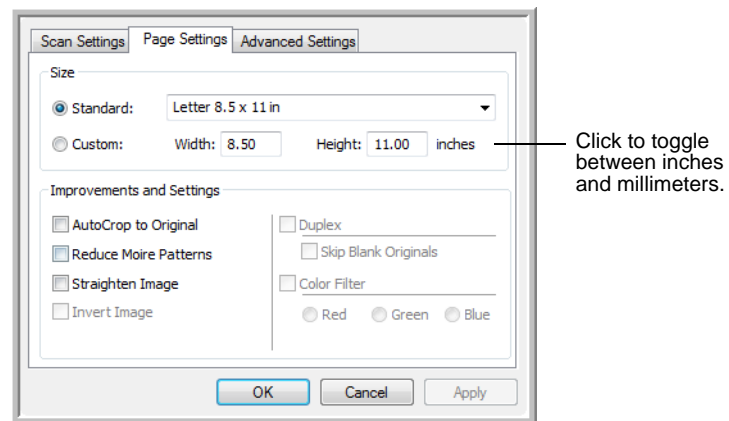 Scan Settings Page Settings Advanced Settings
Size
Standard: Letter 8.5 x 11 in
Custom: Width: 8.50 Height: 11.00 inches
Click to toggle
between inches
and millimeters.
Improvements and Settings
AutoCrop to Original
Reduce Moire Patterns
Straighten Image
Invert Image
Duplex
Skip Blank Originals
Color Filter
Red Green Blue
OK Cancel Apply